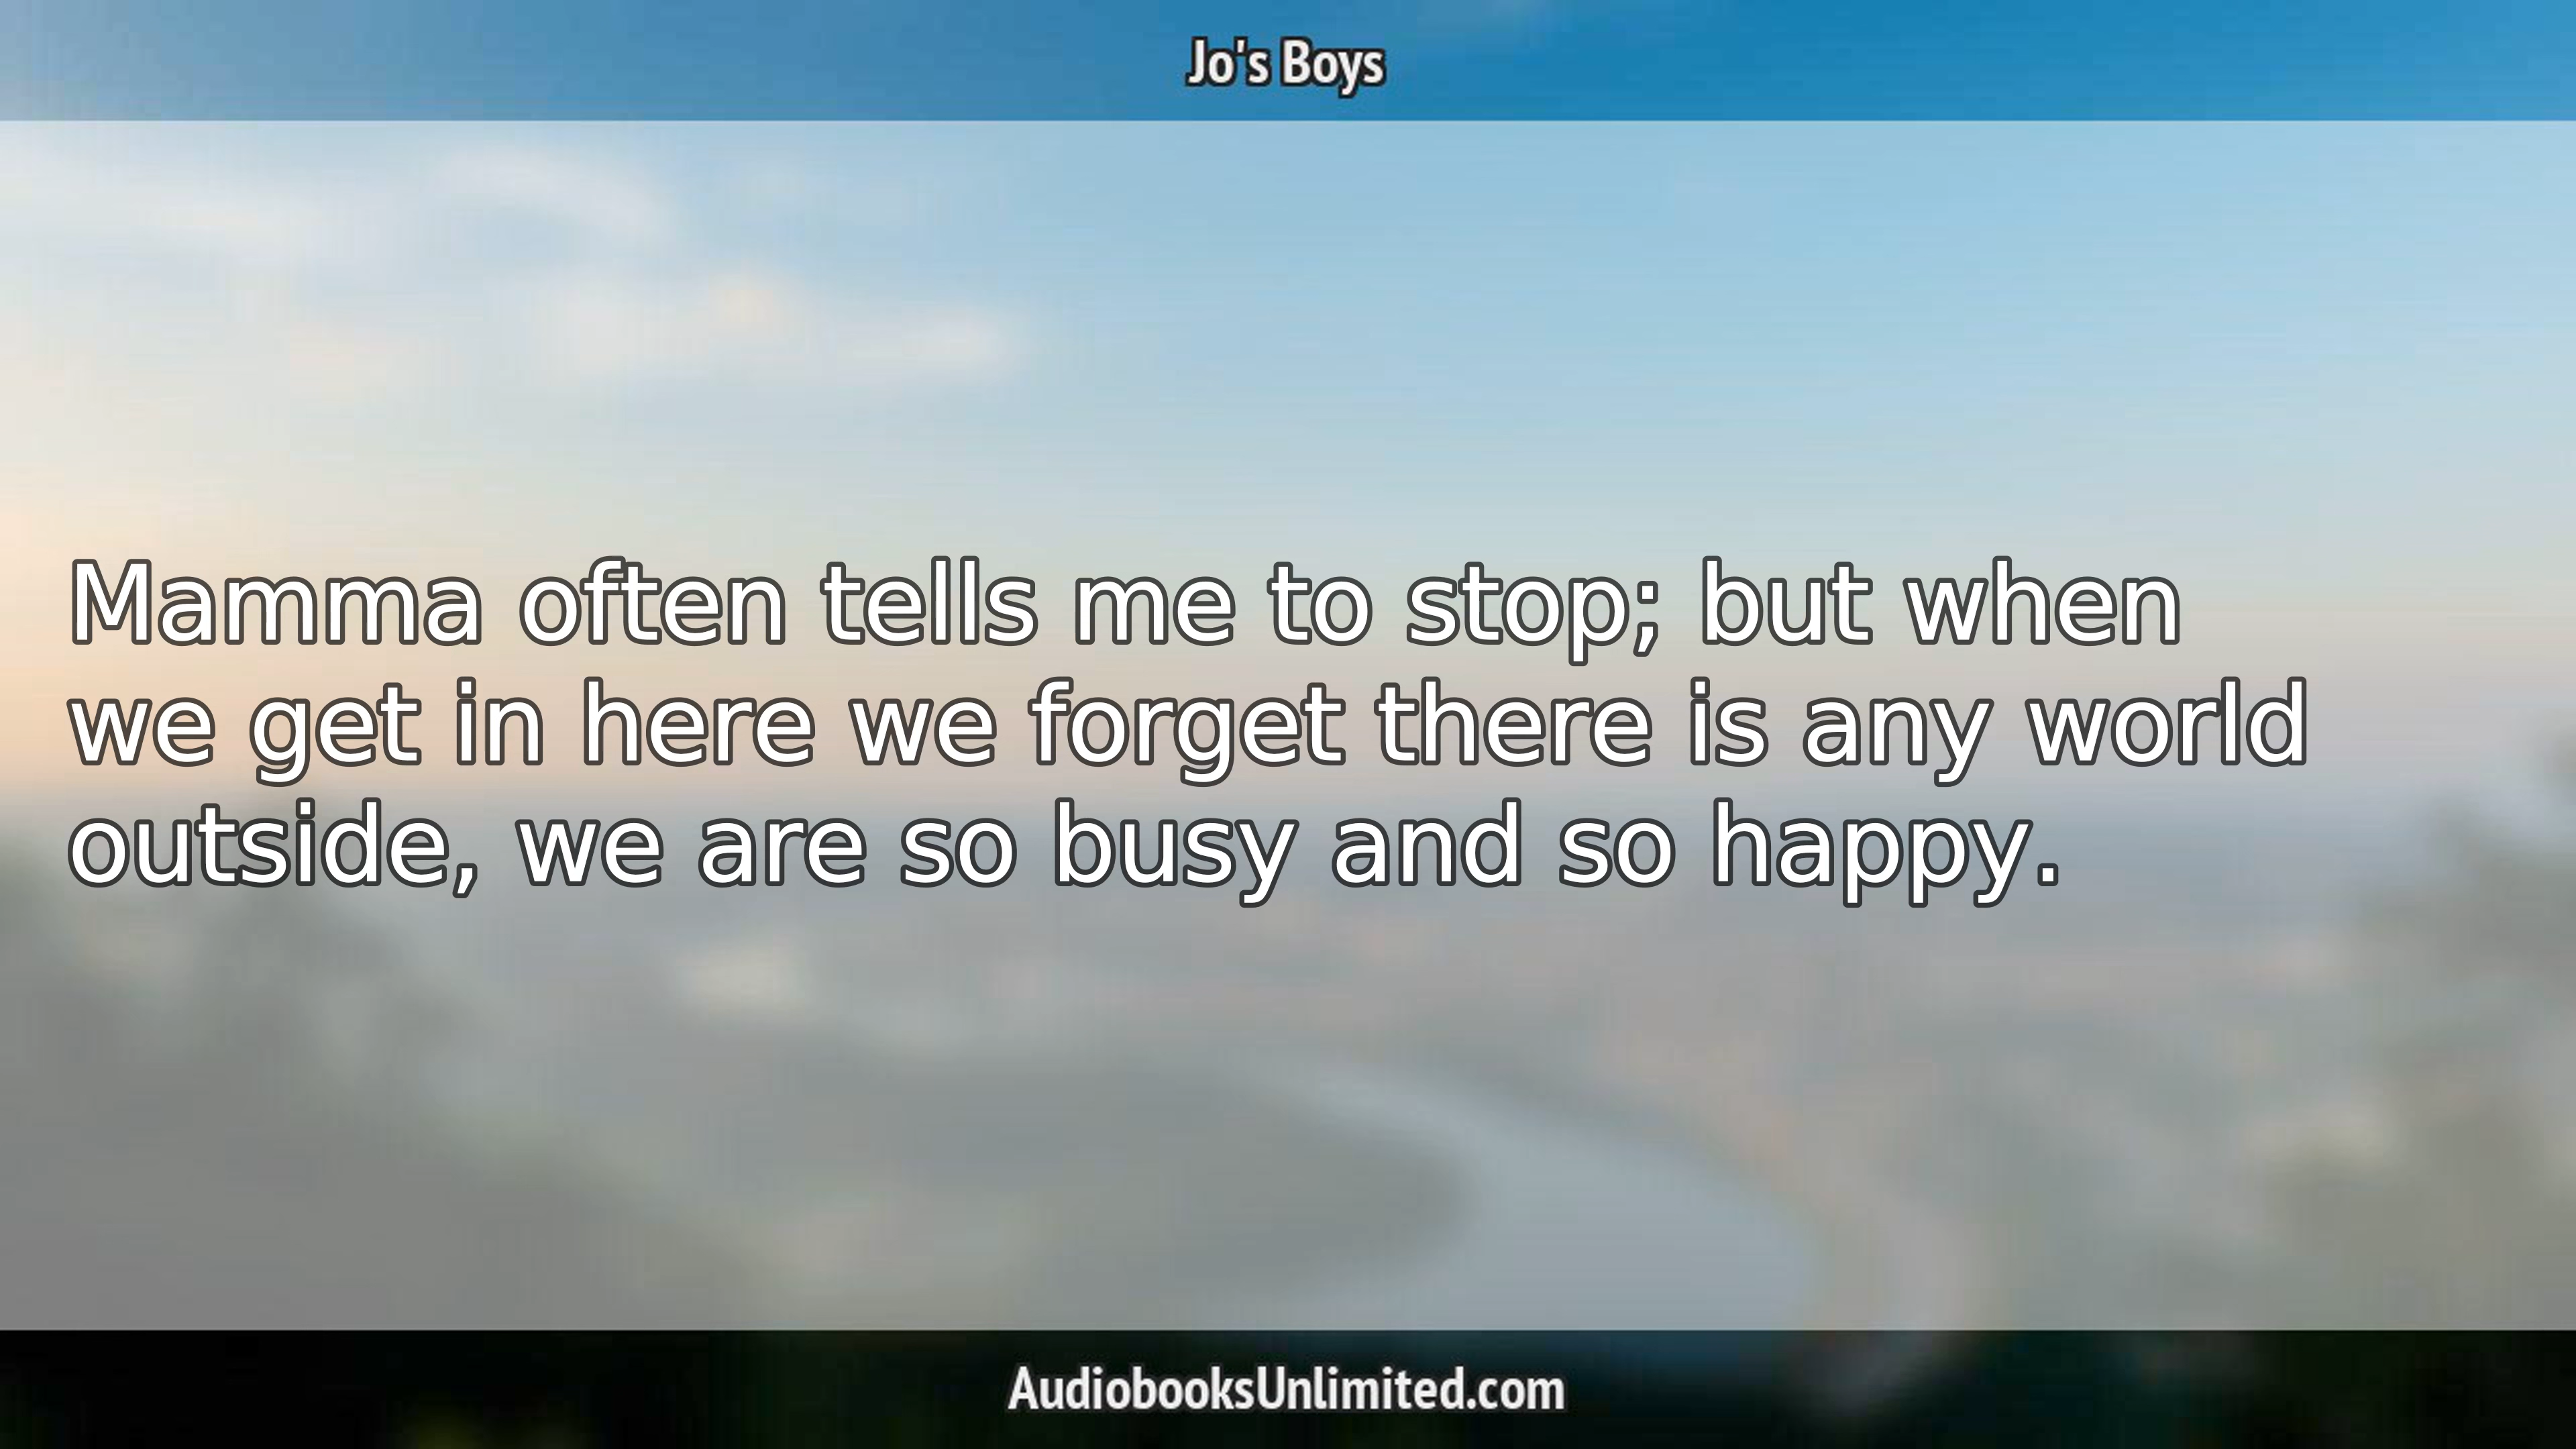 Jo's Boys
Mamma often tells me to stop; but when
we get in here we forget there is any world
outside, we are so busy and so happy.
AudiobooksUnlimited.com